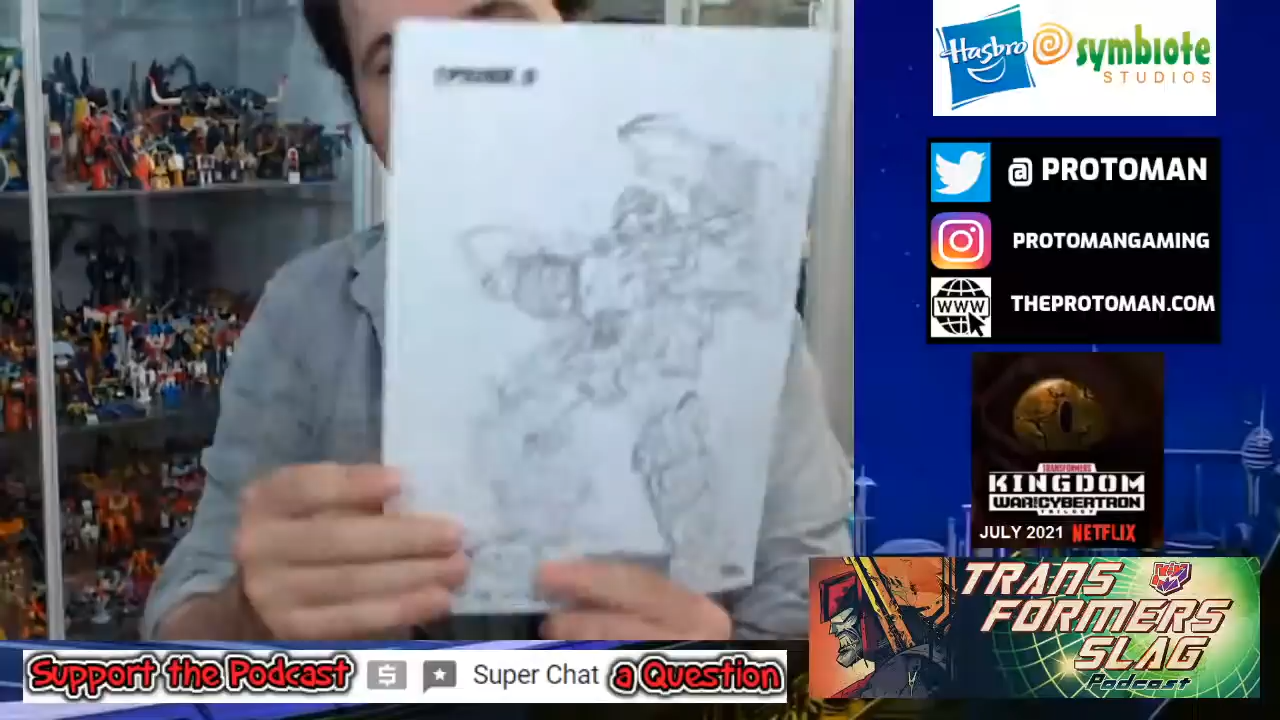 Hasbro
symbiote
STUDIOS
@ PROTOMAN
PROTOMANGAMING
WWW
THEPROTOMAN.COM
TRANSFORMERS
KINGDOM
WAR FOR CYBERTRON
TRILOGY
JULY 2021 NETFLIX
TRANS
FORMERS
SLAG
Podcast
Support the Podcast $ Super Chat a Question